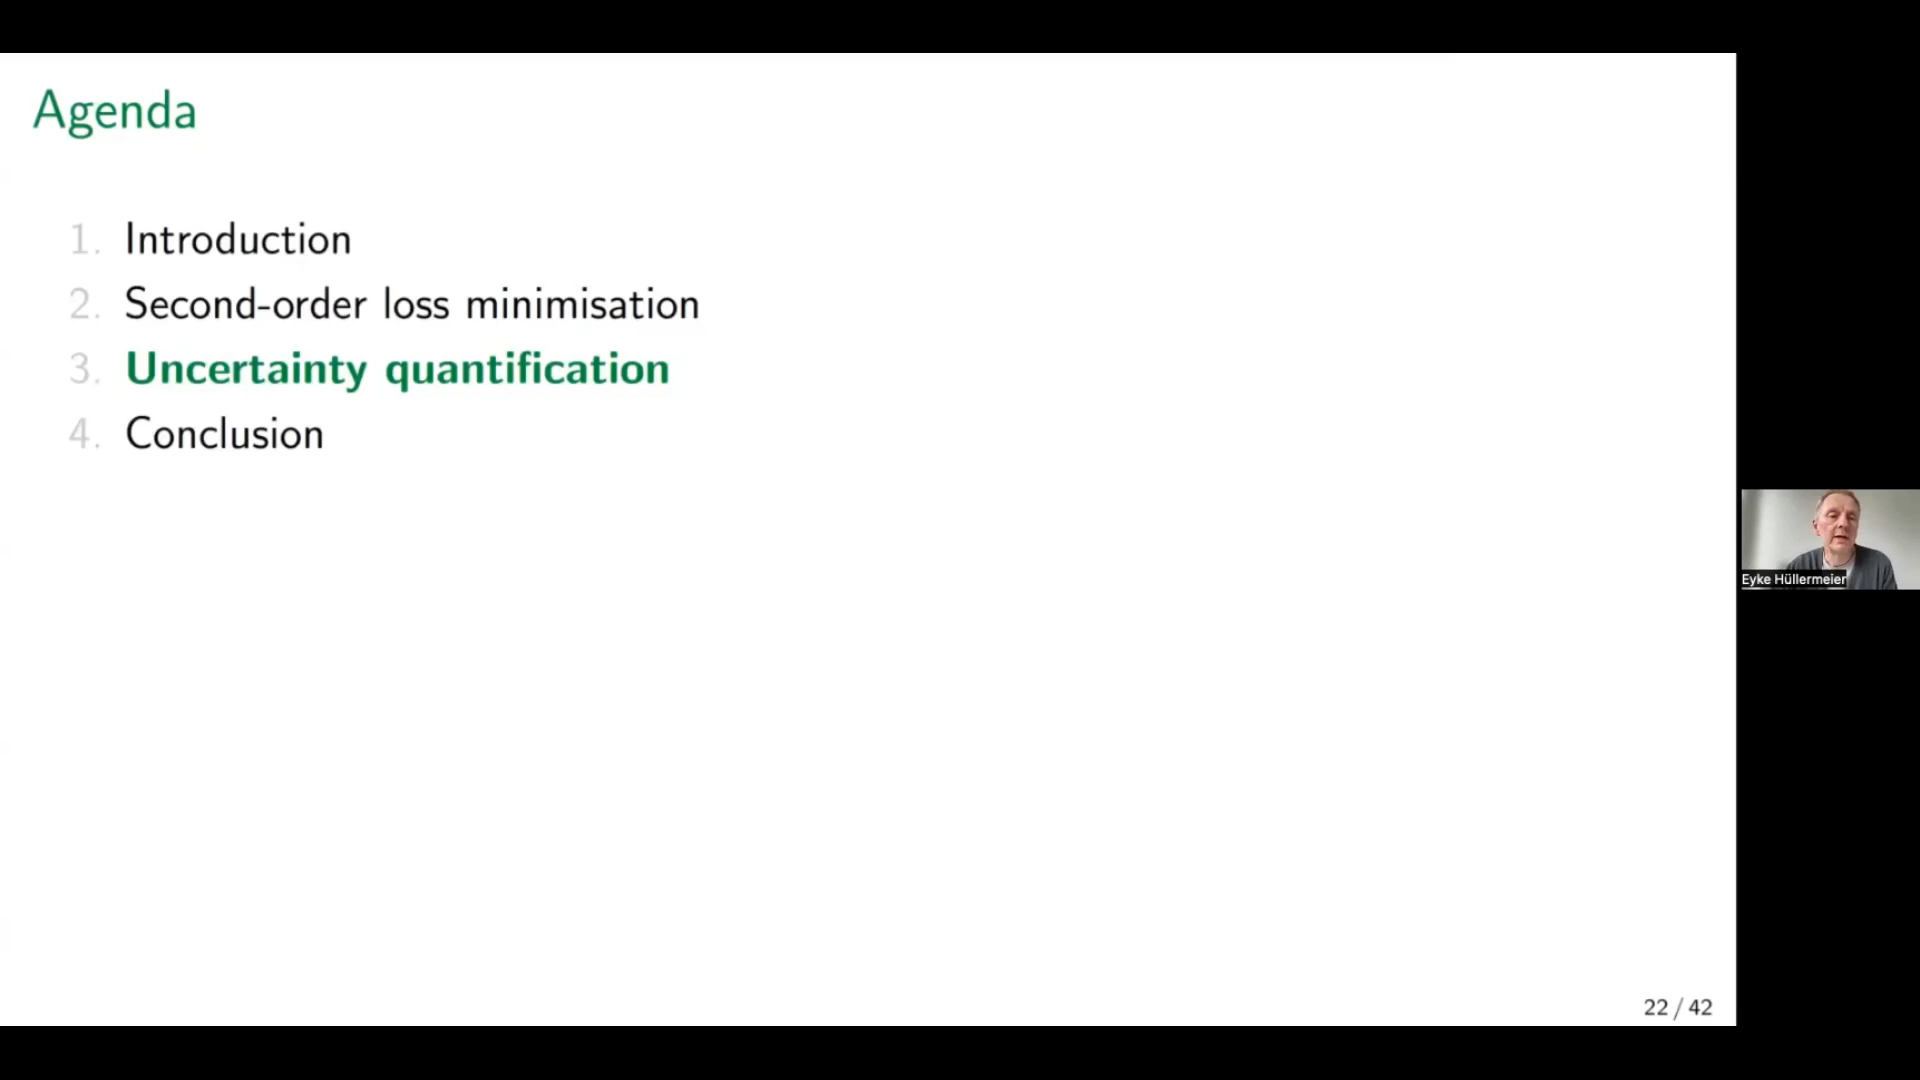 Agenda
1. Introduction
2. Second-order loss minimisation
3. Uncertainty quantification
4. Conclusion
Eyke Hüllermeier
22 / 42